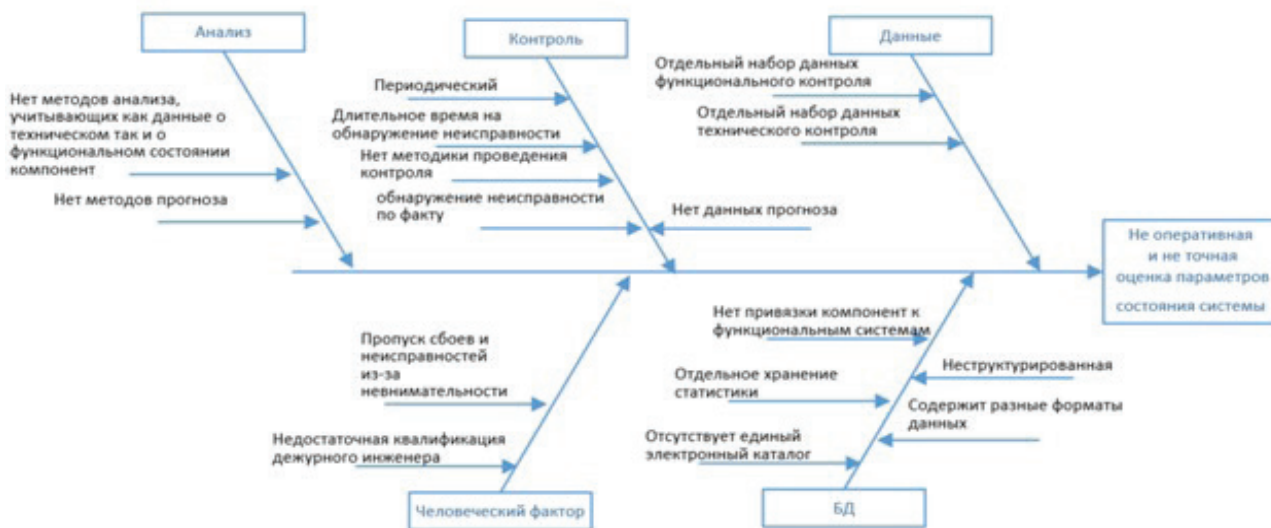 Анализ
Контроль
Данные
Нет методов анализа,
учитывающих как данные о
техническом так и о
функциональном состоянии
компонент
Нет методов прогноза
Периодический
Длительное время на
обнаружение неисправности
Нет методики проведения
контроля
обнаружение неисправности
по факту
Нет данных прогноза
Отдельный набор данных
функционального контроля
Отдельный набор данных
технического контроля
Не оперативная
и не точная
оценка параметров
состояния системы
Пропуск сбоев и
неисправностей
из-за
невнимательности
Недостаточная квалификация
дежурного инженера
Нет привязки компонент к
функциональным системам
Отдельное хранение
статистики
Отсутствует единый
электронный каталог
Неструктурированная
Содержит разные форматы
данных
Человеческий фактор
БД